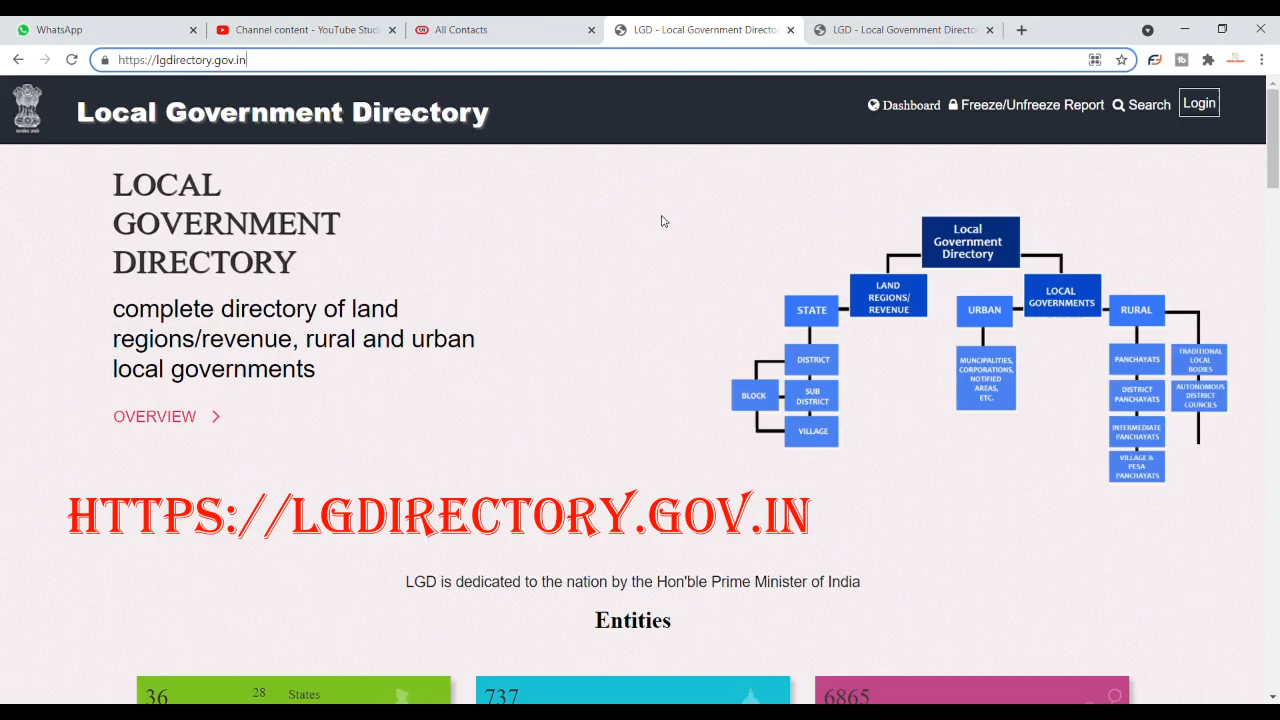 WhatsApp
Channel content - YouTube Stud
All Contacts
LGD - Local Government Directo
LGD - Local Government Directo
https://lgdirectory.gov.in
Local Government Directory
Dashboard
Freeze/Unfreeze Report
Search
Login
LOCAL
GOVERNMENT
DIRECTORY
complete directory of land
regions/revenue, rural and urban
local governments
OVERVIEW
Local
Government
Directory
LAND
REGIONS/
REVENUE
LOCAL
GOVERNMENTS
STATE
URBAN
RURAL
DISTRICT
BLOCK
SUB
DISTRICT
VILLAGE
MUNCIPALITIES,
CORPORATIONS,
NOTIFIED
AREAS,
ETC.
PANCHAYATS
DISTRICT
PANCHAYATS
INTERMEDIATE
PANCHAYATS
VILLAGE &
PESA
PANCHAYATS
TRADITIONAL
LOCAL
BODIES
AUTONOMOUS
DISTRICT
COUNCILS
HTTPS://LGDIRECTORY.GOV.IN
LGD is dedicated to the nation by the Hon'ble Prime Minister of India
Entities
36
28 States
737
6865